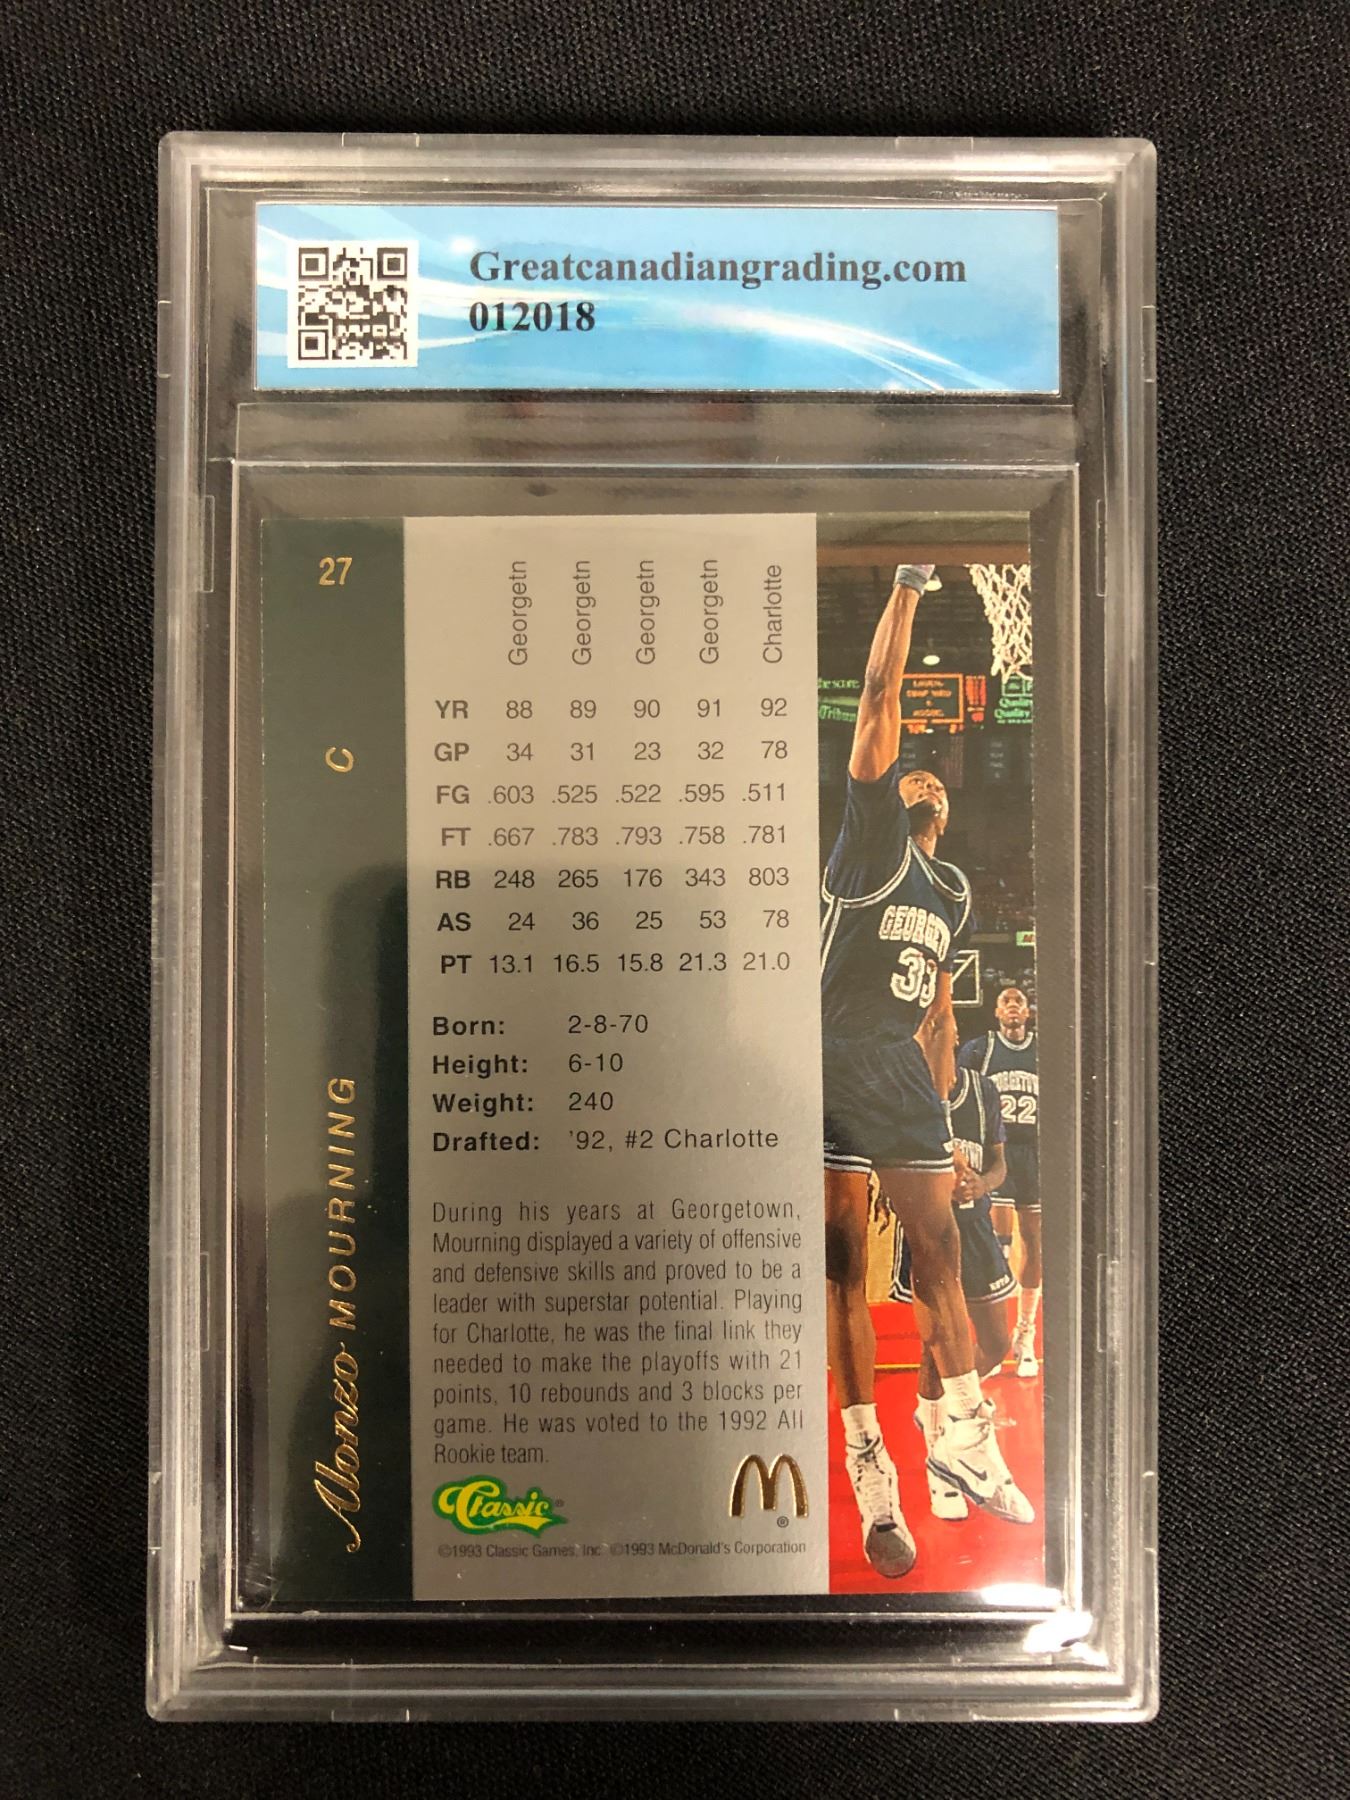 Greatcanadiangrading.com
012018
27
C
Alonzo MOURNING
Georgetn Georgetn Georgetn Georgetn Charlotte
YR 88 89 90 91 92
GP 34 31 23 32 78
FG .603 .525 .522 .595 .511
FT .667 .783 .793 .758 .781
RB 248 265 176 343 803
AS 24 36 25 53 78
PT 13.1 16.5 15.8 21.3 21.0
Born: 2-8-70
Height: 6-10
Weight: 240
Drafted: '92, #2 Charlotte
During his years at Georgetown,
Mourning displayed a variety of offensive
and defensive skills and proved to be a
leader with superstar potential. Playing
for Charlotte, he was the final link they
needed to make the playoffs with 21
points, 10 rebounds and 3 blocks per
game. He was voted to the 1992 All
Rookie team.
Classic®
M®
©1993 Classic Games, Inc. ©1993 McDonald's Corporation
the score
Tribune
Quality
Quality
GEORGET
33
ORGETOW
22